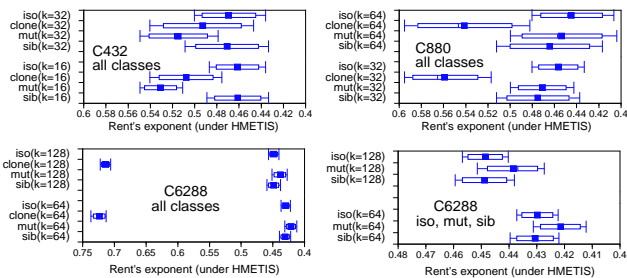 iso(k=32)
clone(k=32)
mut(k=32)
sib(k=32)
iso(k=16)
clone(k=16)
mut(k=16)
sib(k=16)
C432
all classes
0.6 0.58 0.56 0.54 0.52 0.5 0.48 0.46 0.44 0.42 0.4
Rent's exponent (under HMETIS)
iso(k=64)
clone(k=64)
mut(k=64)
sib(k=64)
iso(k=32)
clone(k=32)
mut(k=32)
sib(k=32)
C880
all classes
0.6 0.58 0.56 0.54 0.52 0.5 0.48 0.46 0.44 0.42 0.4
Rent's exponent (under HMETIS)
iso(k=128)
clone(k=128)
mut(k=128)
sib(k=128)
iso(k=64)
clone(k=64)
mut(k=64)
sib(k=64)
C6288
all classes
0.75 0.7 0.65 0.6 0.55 0.5 0.45 0.4
Rent's exponent (under HMETIS)
iso(k=128)
mut(k=128)
sib(k=128)
iso(k=64)
mut(k=64)
sib(k=64)
C6288
iso, mut, sib
0.5 0.49 0.48 0.47 0.46 0.45 0.44 0.43 0.42 0.41 0.4
Rent's exponent (under HMETIS)